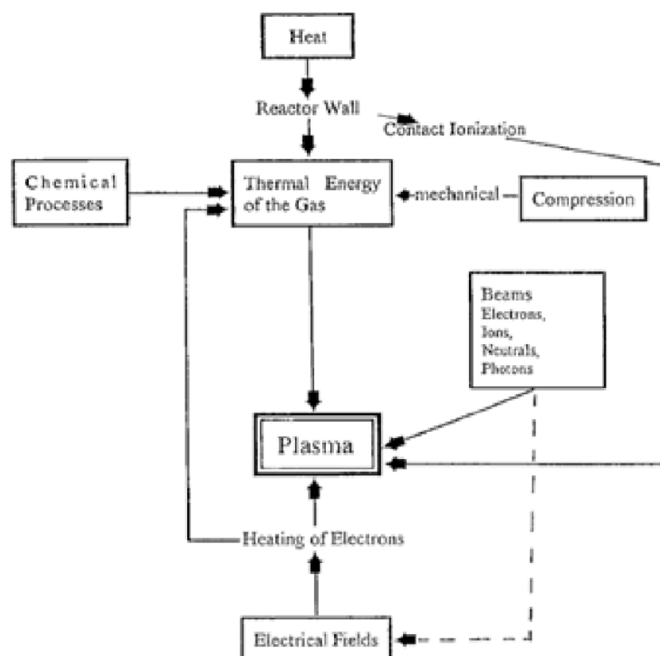 Heat
Reactor Wall
Contact Ionization
Chemical
Processes
Thermal Energy
of the Gas
mechanical
Compression
Beams
Electrons,
Ions,
Neutrals,
Photons
Plasma
Heating of Electrons
Electrical Fields